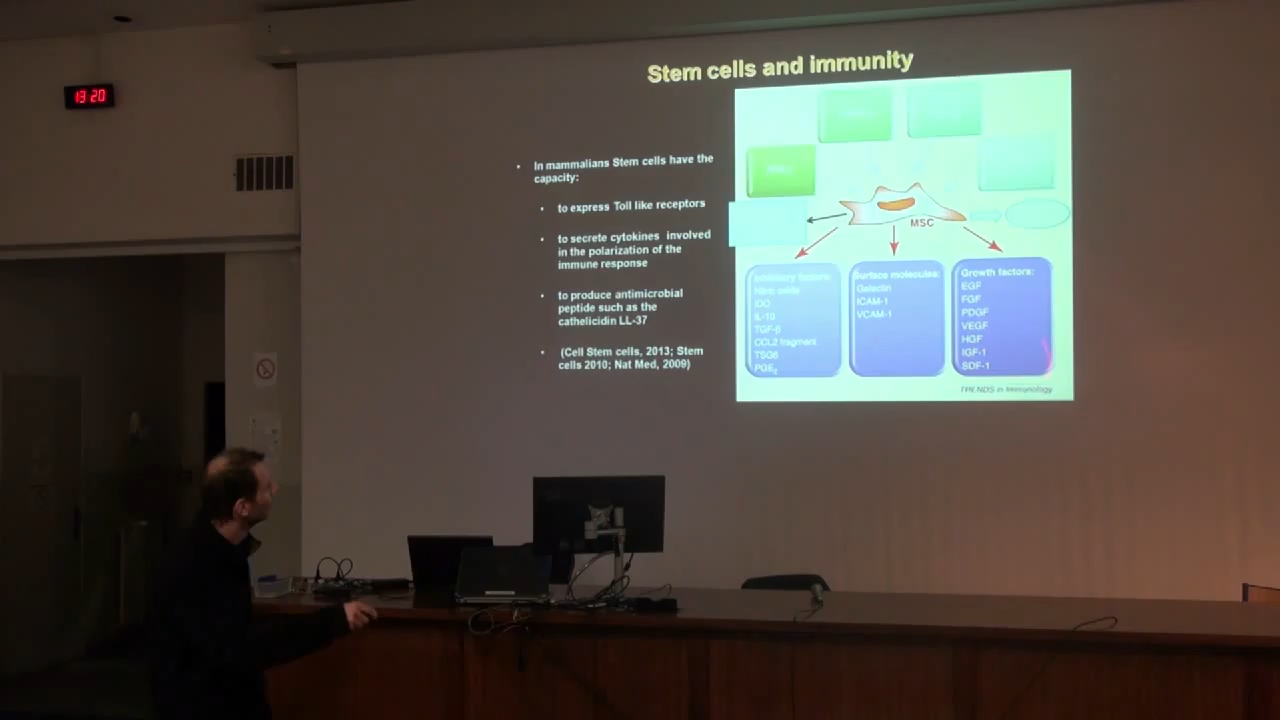 Stem cells and immunity
13 20
In mammalians Stem cells have the
capacity:
to express Toll like receptors
to secrete cytokines involved
in the polarization of the
immune response
to produce antimicrobial
peptide such as the
cathelicidin LL-37
(Cell Stem cells, 2013; Stem
cells 2010; Nat Med, 2009)
MSC
Inhibitory factors:
Nitric oxide
IDO
IL-10
TGF-β
CCL2 fragment
TSG6
PGE2
Surface molecules:
Galectin
ICAM-1
VCAM-1
Growth factors:
EGF
FGF
PDGF
VEGF
HGF
IGF-1
SDF-1
TRENDS in Immunology